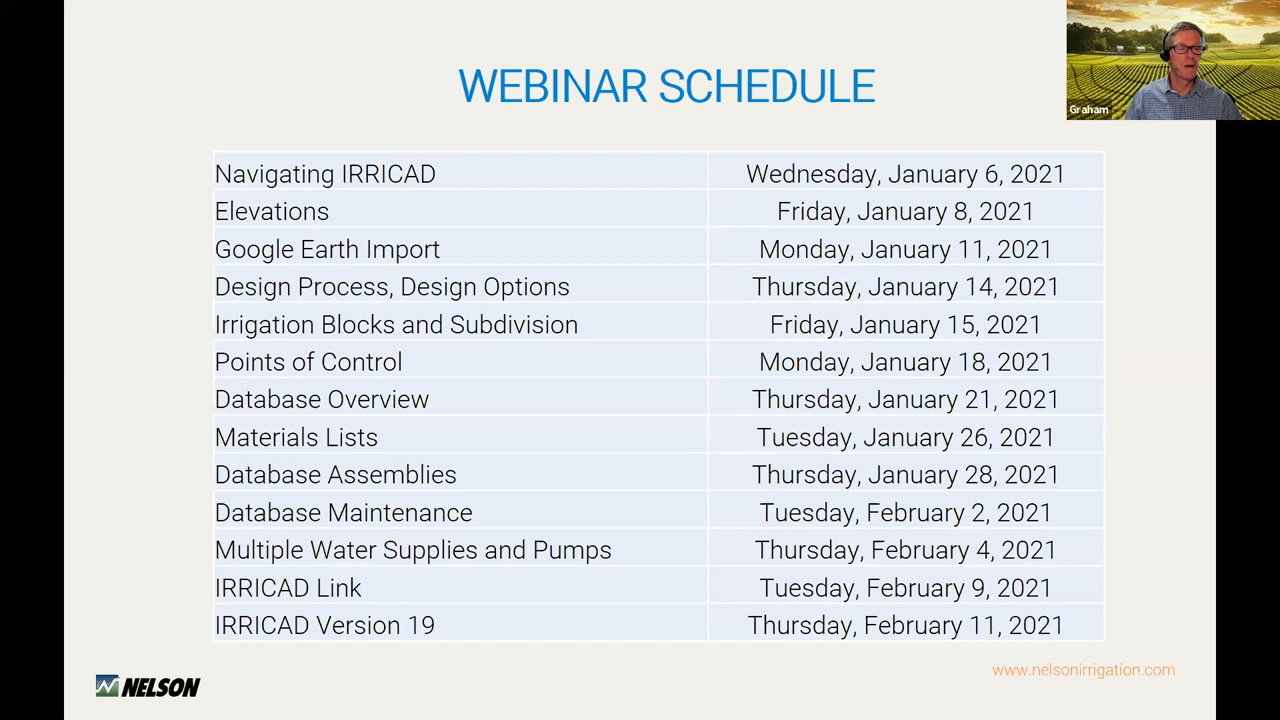 WEBINAR SCHEDULE
Graham
Navigating IRRICAD Wednesday, January 6, 2021
Elevations Friday, January 8, 2021
Google Earth Import Monday, January 11, 2021
Design Process, Design Options Thursday, January 14, 2021
Irrigation Blocks and Subdivision Friday, January 15, 2021
Points of Control Monday, January 18, 2021
Database Overview Thursday, January 21, 2021
Materials Lists Tuesday, January 26, 2021
Database Assemblies Thursday, January 28, 2021
Database Maintenance Tuesday, February 2, 2021
Multiple Water Supplies and Pumps Thursday, February 4, 2021
IRRICAD Link Tuesday, February 9, 2021
IRRICAD Version 19 Thursday, February 11, 2021
NELSON
www.nelsonirrigation.com